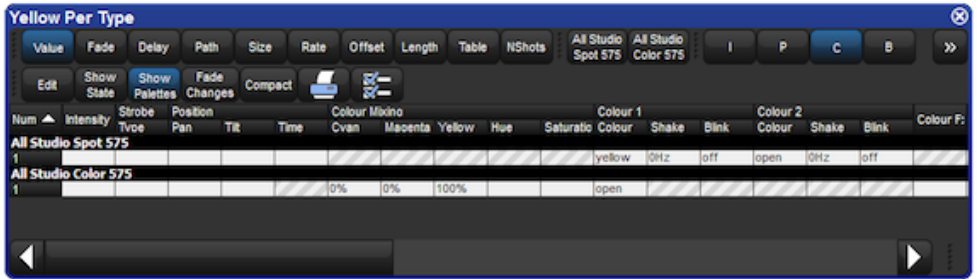 Yellow Per Type
Value Fade Delay Path Size Rate Offset Length Table NShots All Studio Spot 575 All Studio Color 575 I P C B »
Edit Show State Show Palettes Fade Changes Compact
Num Intensity Strobe Type Position Pan Tilt Time Colour Mixing Cyan Magenta Yellow Hue Saturatio Colour 1 Colour Shake Blink Colour 2 Colour Shake Blink Colour F:
All Studio Spot 575
1 yellow 0Hz off open 0Hz off
All Studio Color 575
1 0% 0% 100% open